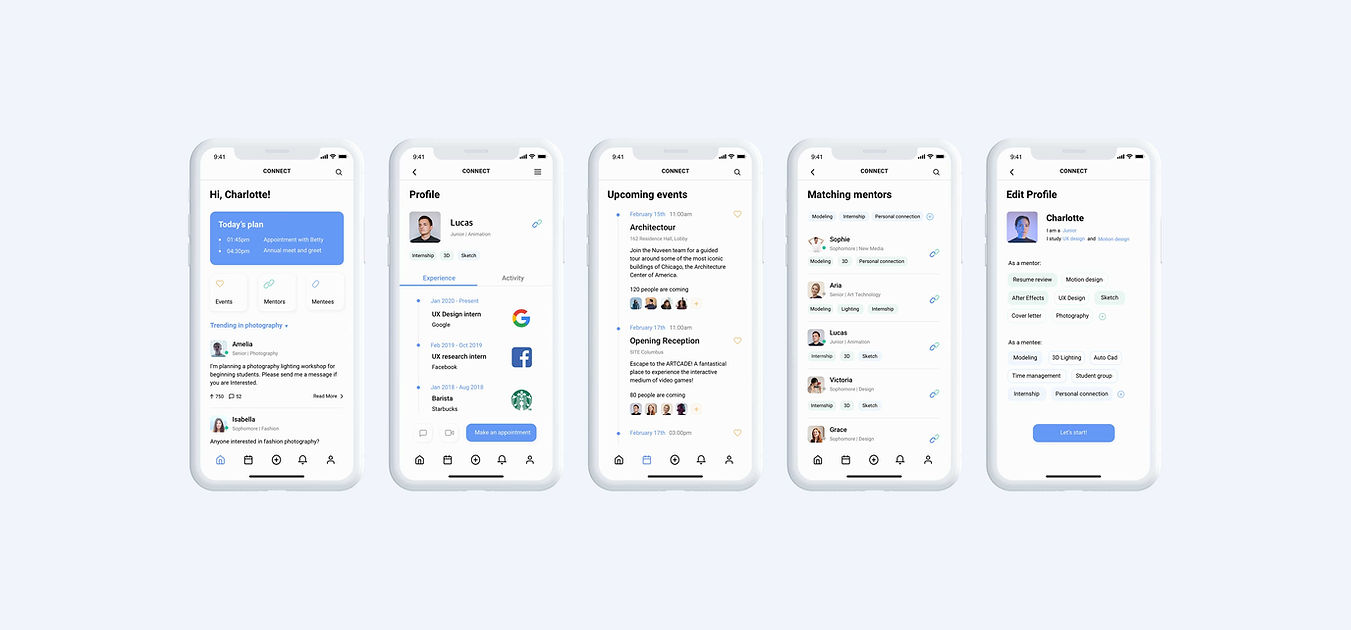 9:41
CONNECT
Hi, Charlotte!
Today's plan
01:45pm Appointment with Betty
04:30pm Annual meet and greet
Events Mentors Mentees
Trending in photography
Amelia
Senior | Photography
I'm planning a photography lighting workshop for
beginning students. Please send me a message if
you are interested.
750 52 Read More
Isabella
Sophomore | Fashion
Anyone interested in fashion photography?
9:41
CONNECT
Profile
Lucas
Junior | Animation
Internship 3D Sketch
Experience Activity
Jan 2020 - Present
UX Design intern
Google
Feb 2019 - Oct 2019
UX research intern
Facebook
Jan 2018 - Aug 2018
Barista
Starbucks
Make an appointment
9:41
CONNECT
Upcoming events
February 15th 11:00am
Architectour
162 Residence Hall, Lobby
Join the Nuveen team for a guided
tour around some of the most iconic
buildings of Chicago, the Architecture
Center of America.
120 people are coming
February 17th 11:00am
Opening Reception
SITE Columbus
Escape to the ARTCADE! A fantastical
place to experience the interactive
medium of video games!
80 people are coming
February 17th 03:00pm
9:41
CONNECT
Matching mentors
Modeling Internship Personal connection
Sophie
Sophomore | New Media
Modeling 3D Personal connection
Aria
Senior | Art Technology
Modeling Lighting Internship
Lucas
Junior | Animation
Internship 3D Sketch
Victoria
Sophomore | Design
Internship 3D Sketch
Grace
Sophomore | Design
9:41
CONNECT
Edit Profile
Charlotte
I am a Junior
I study UX design and Motion design
As a mentor:
Resume review Motion design
After Effects UX Design Sketch
Cover letter Photography
As a mentee:
Modeling 3D Lighting Auto Cad
Time management Student group
Internship Personal connection
Let's start!